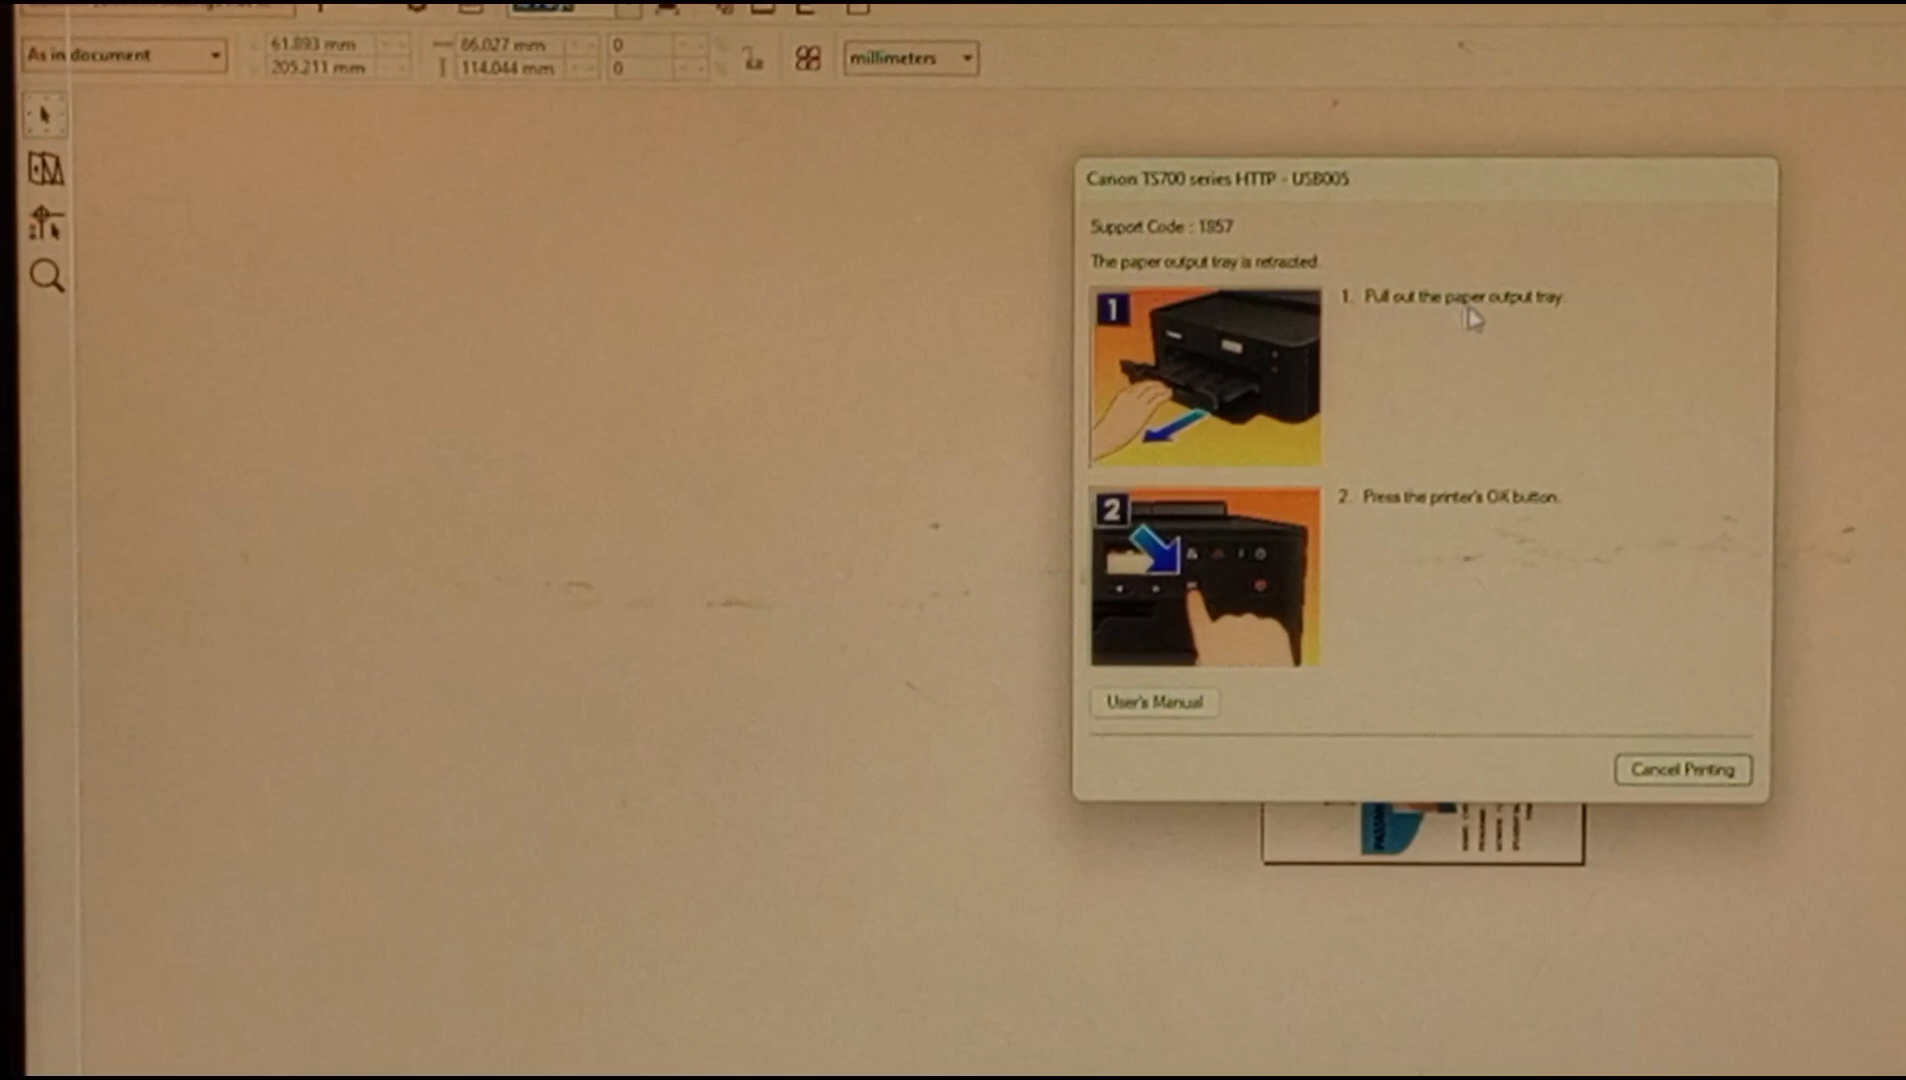 As in document
61.893 mm
205.211 mm
86.027 mm
114.044 mm
0
0
millimeters
Canon TS700 series HTTP - USB005
Support Code : 1857
The paper output tray is retracted.
1
1. Pull out the paper output tray.
2
2. Press the printer's OK button.
User's Manual
Cancel Printing